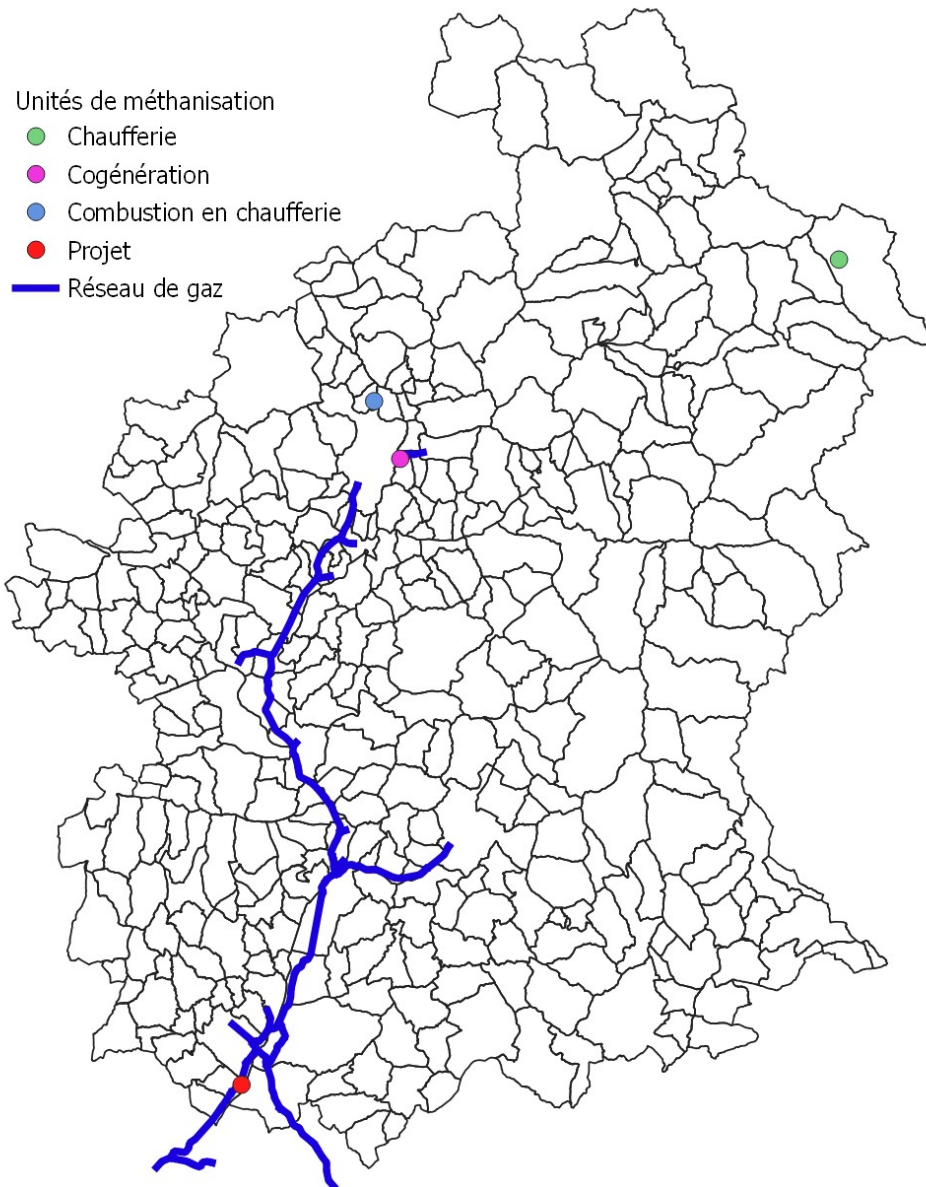 Unités de méthanisation
Chaufferie
Cogénération
Combustion en chaufferie
Projet
Réseau de gaz